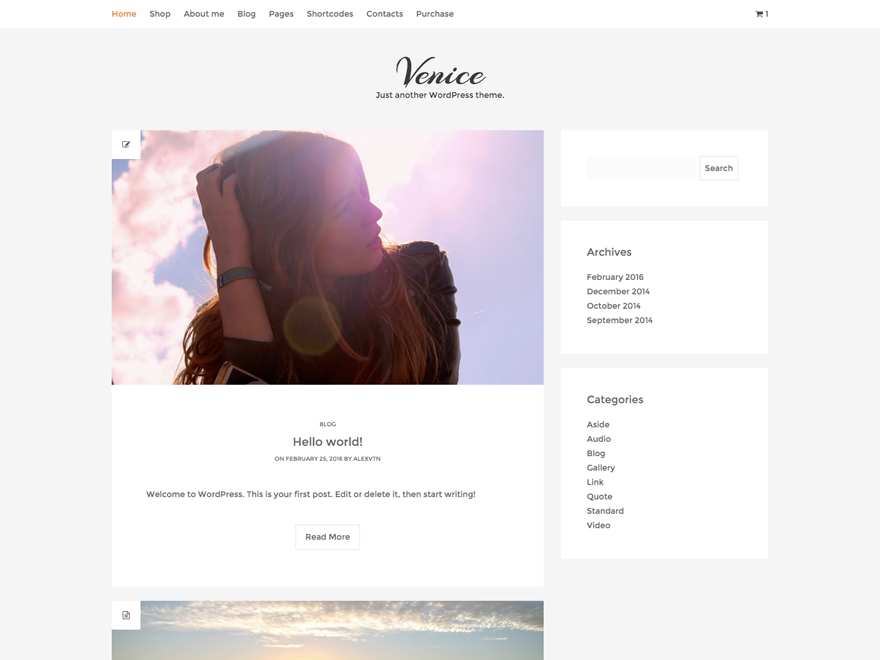 Home Shop About me Blog Pages Shortcodes Contacts Purchase 1
Venice
Just another WordPress theme.
BLOG
Hello world!
ON FEBRUARY 25, 2016 BY ALEXVTN
Welcome to WordPress. This is your first post. Edit or delete it, then start writing!
Read More
Search
Archives
February 2016
December 2014
October 2014
September 2014
Categories
Aside
Audio
Blog
Gallery
Link
Quote
Standard
Video